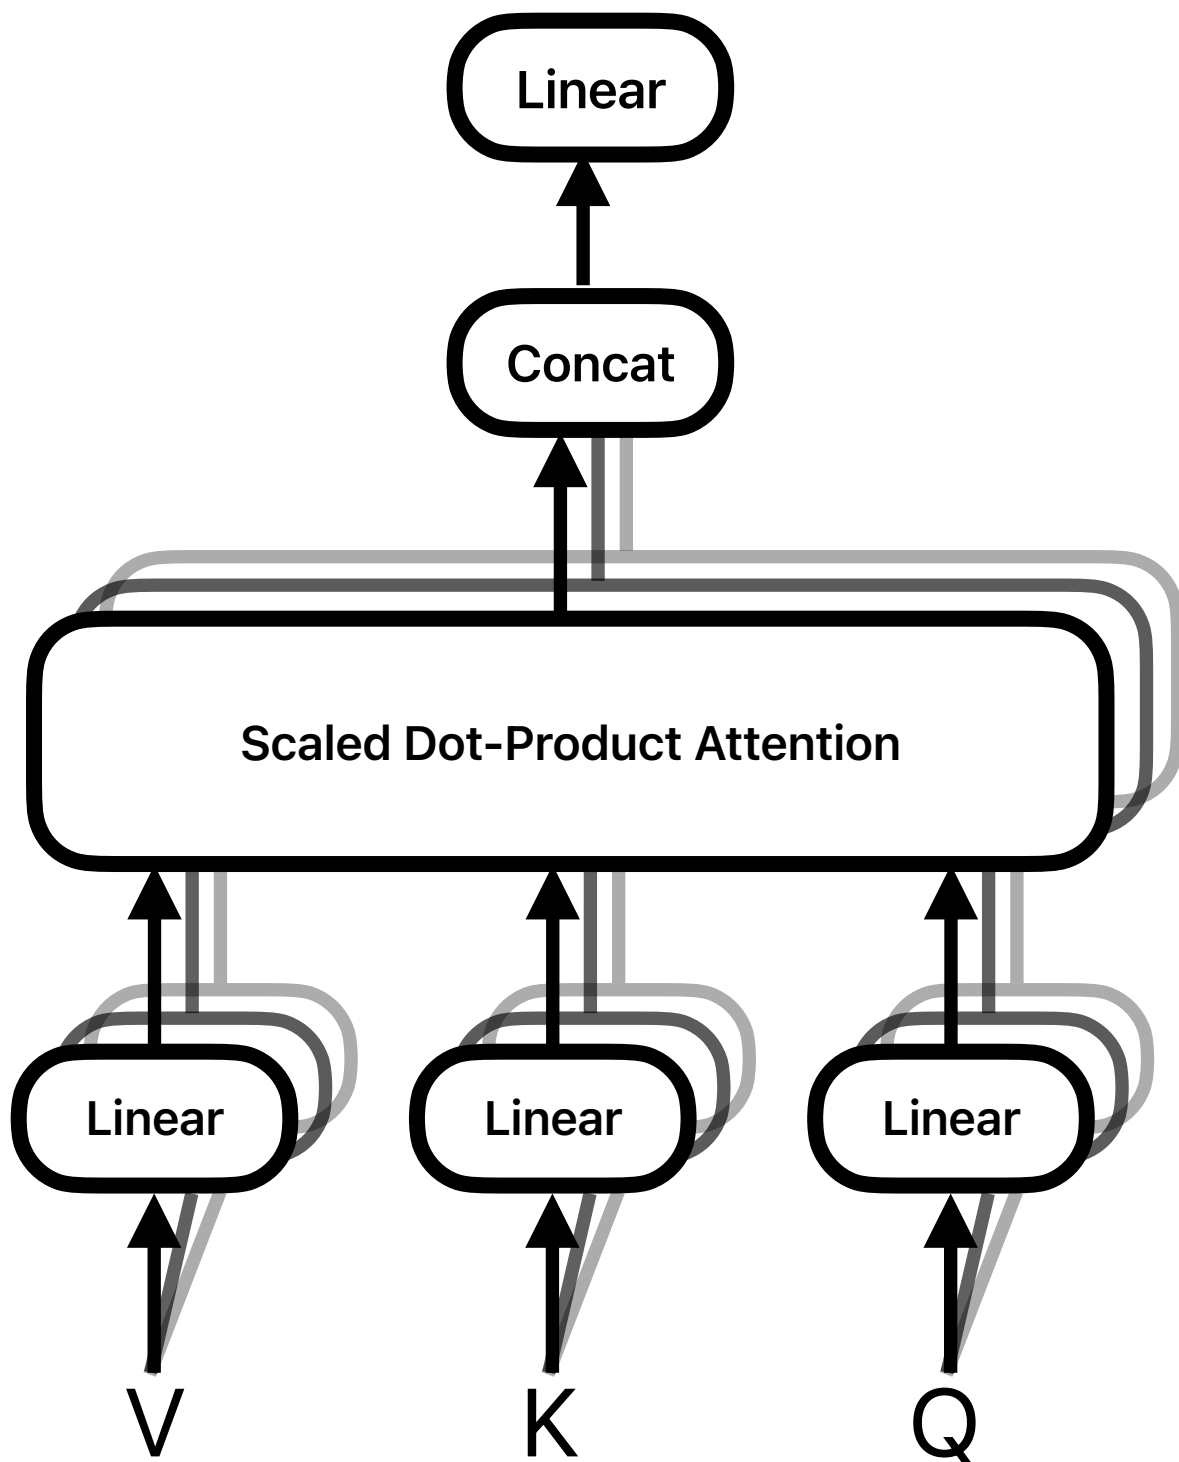 Linear
Concat
Scaled Dot-Product Attention
Linear
Linear
Linear
V
K
Q